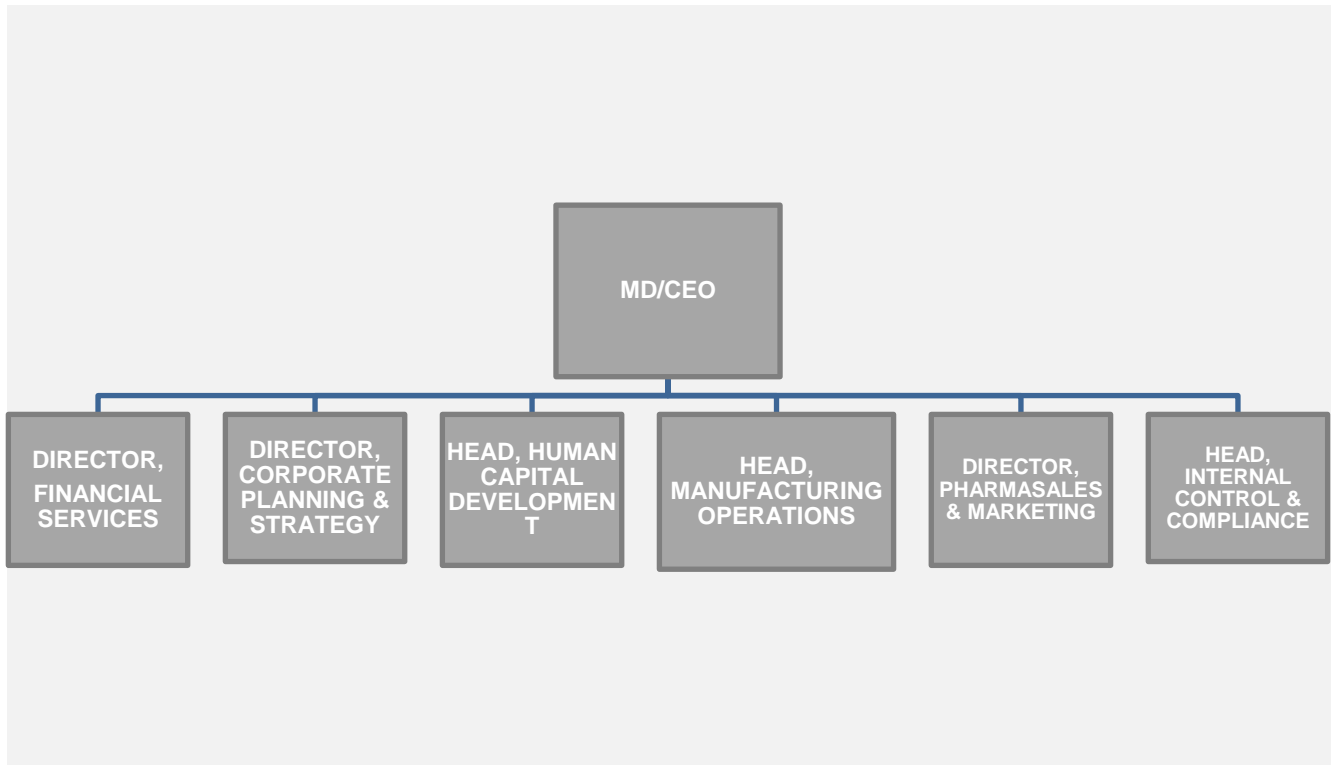 MD/CEO
DIRECTOR,
FINANCIAL
SERVICES
DIRECTOR,
CORPORATE
PLANNING &
STRATEGY
HEAD, HUMAN
CAPITAL
DEVELOPMEN
T
HEAD,
MANUFACTURING
OPERATIONS
DIRECTOR,
PHARMASALES
& MARKETING
HEAD,
INTERNAL
CONTROL &
COMPLIANCE